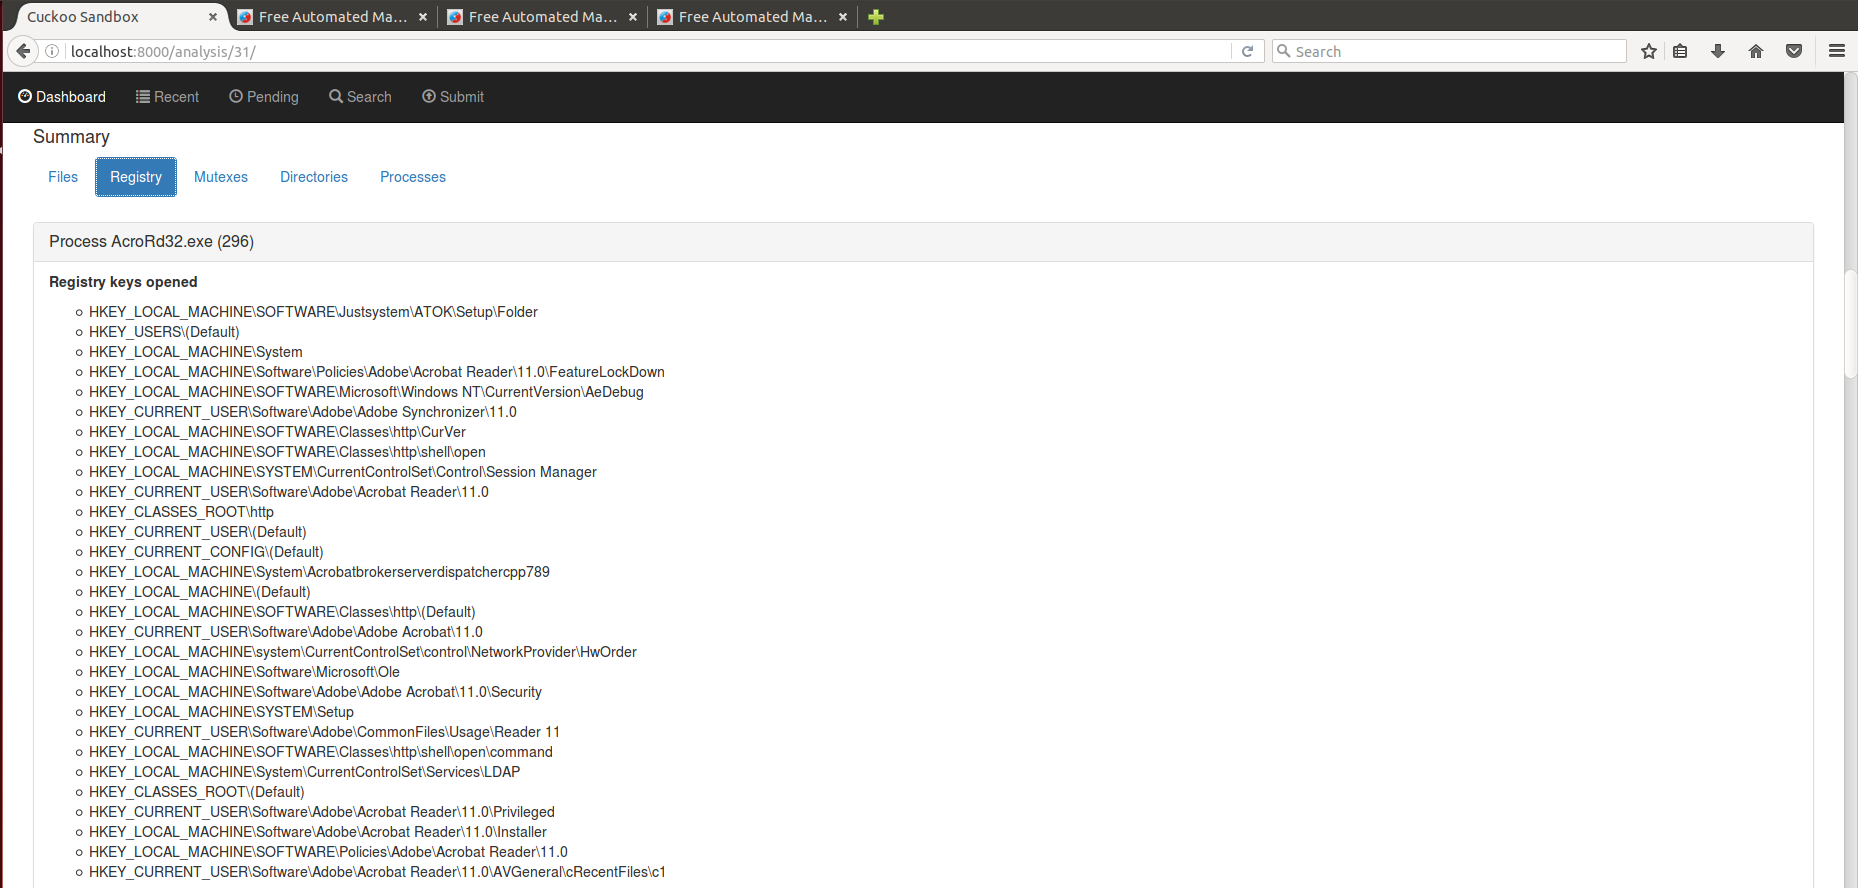 Cuckoo Sandbox
Free Automated Ma...
Free Automated Ma...
Free Automated Ma...
localhost:8000/analysis/31/
Search
Dashboard
Recent
Pending
Search
Submit
Summary
Files
Registry
Mutexes
Directories
Processes
Process AcroRd32.exe (296)
Registry keys opened
HKEY_LOCAL_MACHINE\SOFTWARE\Justsystem\ATOK\Setup\Folder
HKEY_USERS\(Default)
HKEY_LOCAL_MACHINE\System
HKEY_LOCAL_MACHINE\Software\Policies\Adobe\Acrobat Reader\11.0\FeatureLockDown
HKEY_LOCAL_MACHINE\SOFTWARE\Microsoft\Windows NT\CurrentVersion\AeDebug
HKEY_CURRENT_USER\Software\Adobe\Adobe Synchronizer\11.0
HKEY_LOCAL_MACHINE\SOFTWARE\Classes\http\CurVer
HKEY_LOCAL_MACHINE\SOFTWARE\Classes\http\shell\open
HKEY_LOCAL_MACHINE\SYSTEM\CurrentControlSet\Control\Session Manager
HKEY_CURRENT_USER\Software\Adobe\Acrobat Reader\11.0
HKEY_CLASSES_ROOT\http
HKEY_CURRENT_USER\(Default)
HKEY_CURRENT_CONFIG\(Default)
HKEY_LOCAL_MACHINE\System\Acrobatbrokerserverdispatchercpp789
HKEY_LOCAL_MACHINE\(Default)
HKEY_LOCAL_MACHINE\SOFTWARE\Classes\http\(Default)
HKEY_CURRENT_USER\Software\Adobe\Adobe Acrobat\11.0
HKEY_LOCAL_MACHINE\system\CurrentControlSet\control\NetworkProvider\HwOrder
HKEY_LOCAL_MACHINE\Software\Microsoft\Ole
HKEY_LOCAL_MACHINE\Software\Adobe\Adobe Acrobat\11.0\Security
HKEY_LOCAL_MACHINE\SYSTEM\Setup
HKEY_CURRENT_USER\Software\Adobe\CommonFiles\Usage\Reader 11
HKEY_LOCAL_MACHINE\SOFTWARE\Classes\http\shell\open\command
HKEY_LOCAL_MACHINE\System\CurrentControlSet\Services\LDAP
HKEY_CLASSES_ROOT\(Default)
HKEY_CURRENT_USER\Software\Adobe\Acrobat Reader\11.0\Privileged
HKEY_LOCAL_MACHINE\Software\Adobe\Acrobat Reader\11.0\Installer
HKEY_LOCAL_MACHINE\SOFTWARE\Policies\Adobe\Acrobat Reader\11.0
HKEY_CURRENT_USER\Software\Adobe\Acrobat Reader\11.0\AVGeneral\cRecentFiles\c1